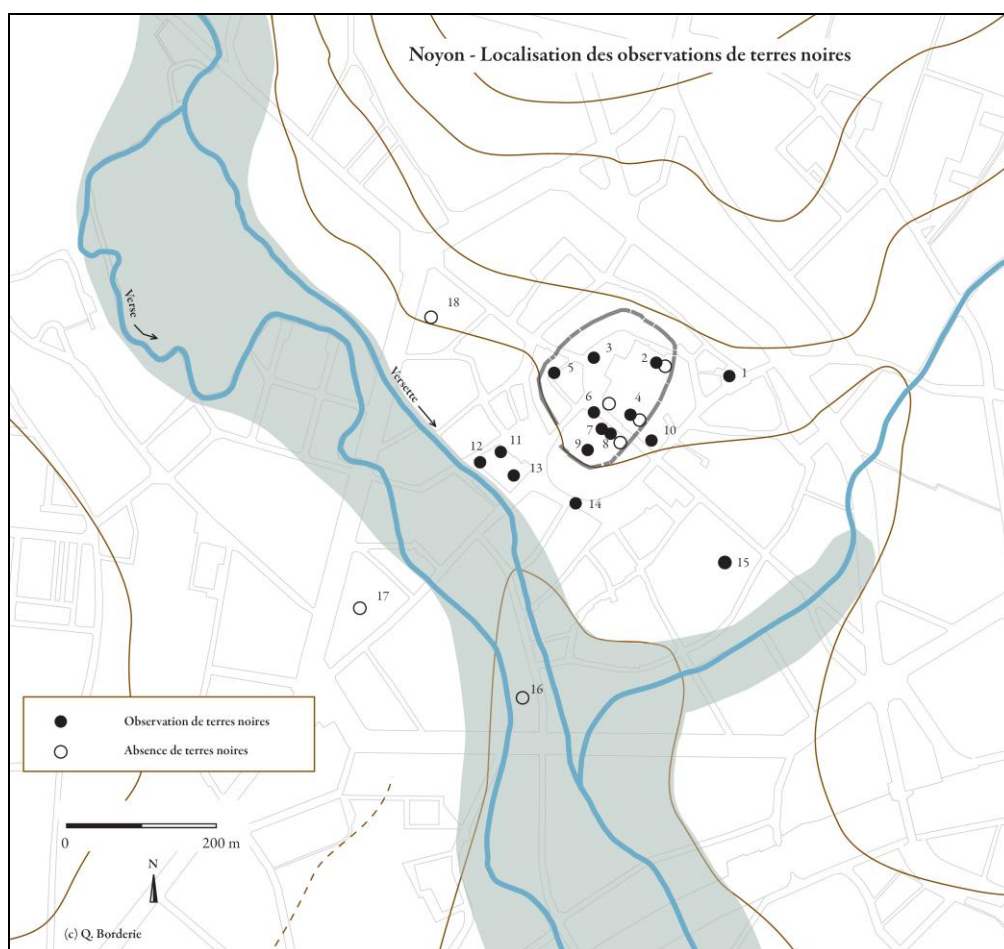 Noyon - Localisation des observations de terres noires
Verse
Versette
18
3
2
1
5
6
4
7
8
9
10
11
12
13
14
15
17
16
Observation de terres noires
Absence de terres noires
0 200 m
N
(c) Q. Borderie